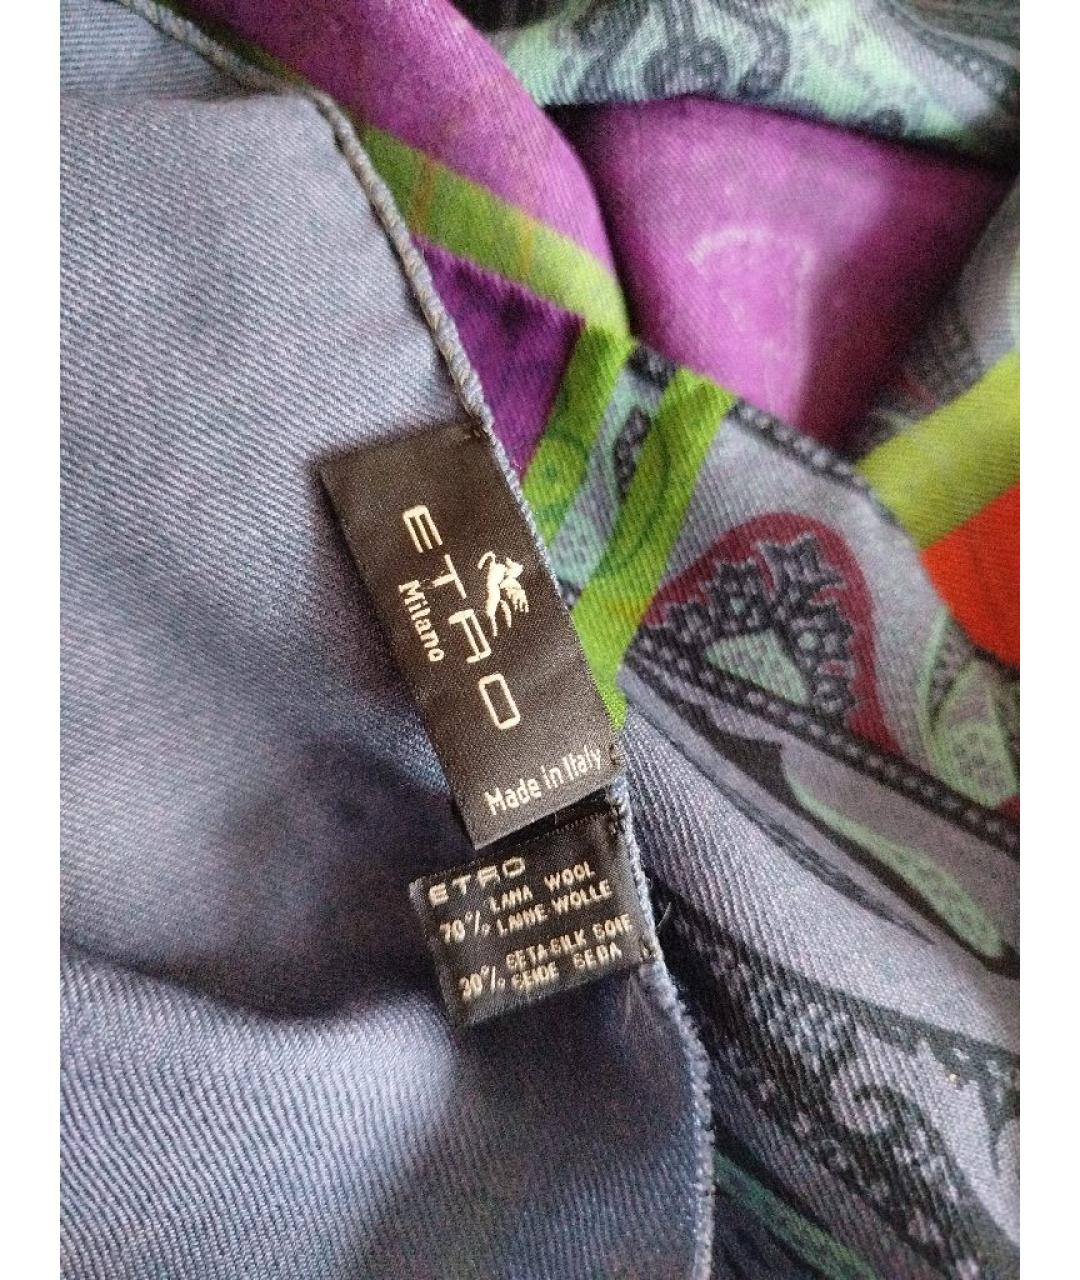 ETRO
Milano
Made in Italy
ETRO
70% LANA WOOL
LAINE-WOLLE
30% SETA-SILK SOIE
SEIDE SEDA